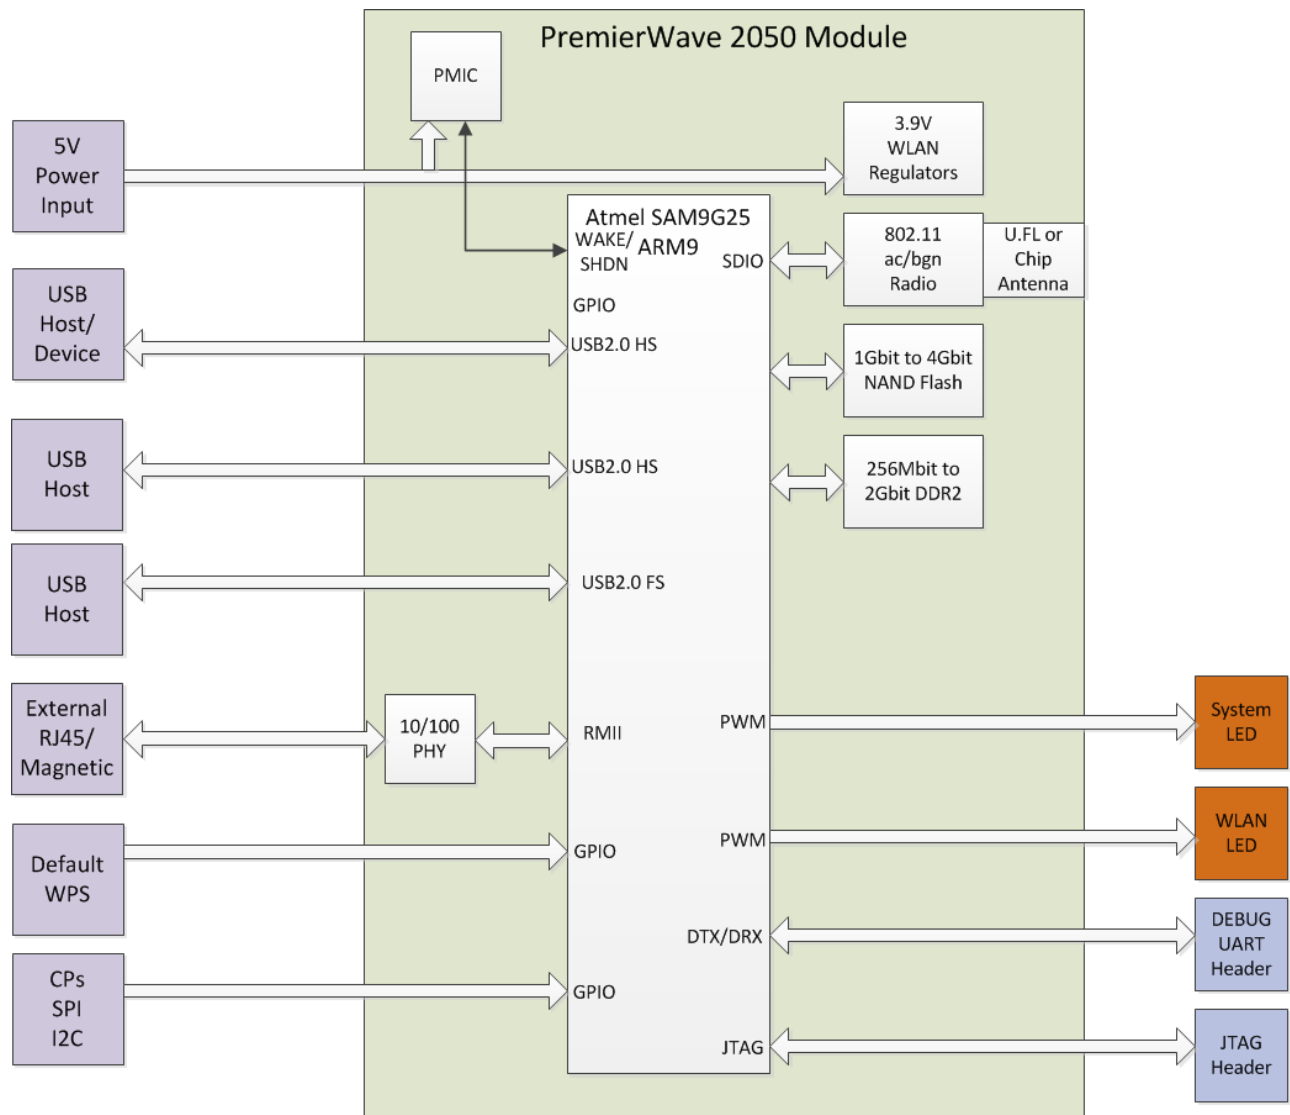 PremierWave 2050 Module
PMIC
5V
Power
Input
3.9V
WLAN
Regulators
Atmel SAM9G25
ARM9
WAKE/
SHDN
SDIO
802.11
ac/bgn
Radio
U.FL or
Chip
Antenna
USB
Host/
Device
GPIO
USB2.0 HS
1Gbit to 4Gbit
NAND Flash
USB
Host
USB2.0 HS
256Mbit to
2Gbit DDR2
USB
Host
USB2.0 FS
External
RJ45/
Magnetic
10/100
PHY
RMII
PWM
System
LED
Default
WPS
GPIO
PWM
WLAN
LED
DTX/DRX
DEBUG
UART
Header
CPs
SPI
I2C
GPIO
JTAG
JTAG
Header